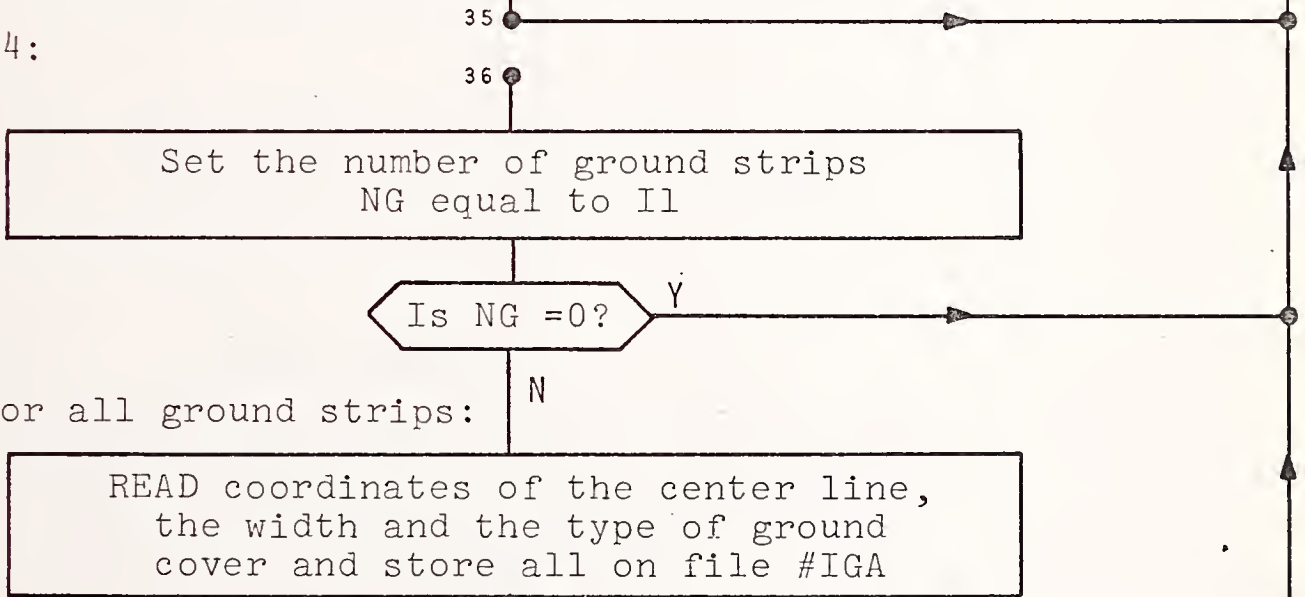 35
4:
36
Set the number of ground strips
NG equal to I1
Is NG =0?
Y
N
or all ground strips:
READ coordinates of the center line,
the width and the type of ground
cover and store all on file #IGA